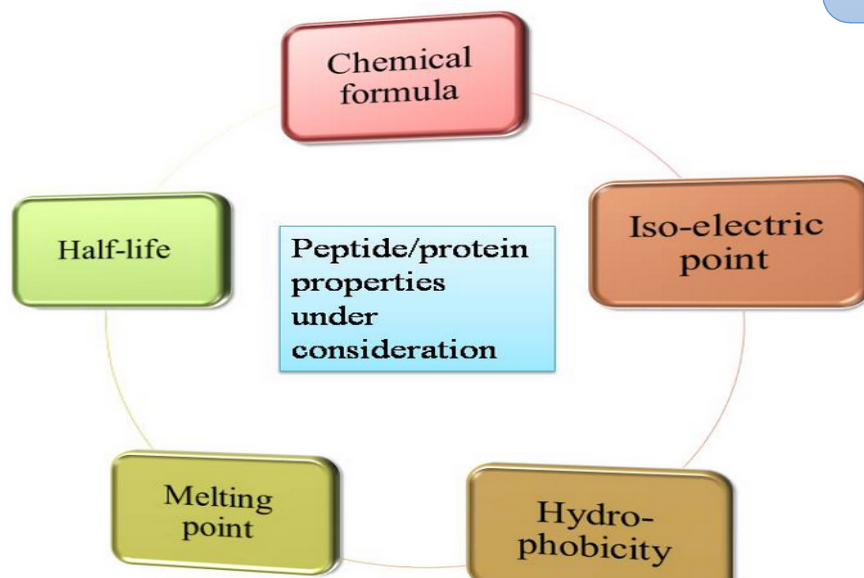 Chemical
formula
Iso-electric
point
Half-life
Peptide/protein
properties
under
consideration
Melting
point
Hydro-
phobicity